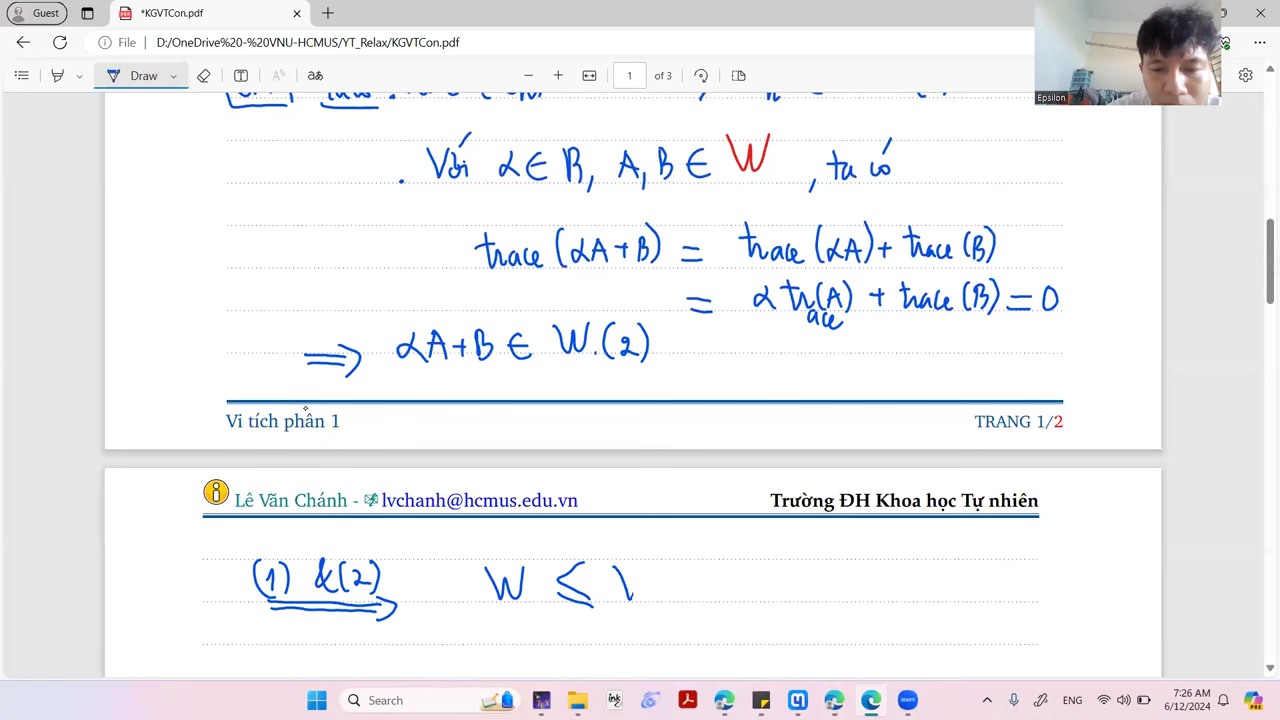 Guest
*KGVTCon.pdf
File D:/OneDrive%20-%20VNU-HCMUS/YT_Relax/KGVTCon.pdf
Draw
aあ
1 of 3
Epsilon
. Với α ∈ ℝ, A, B ∈ W, ta có
trace (αA + B) = trace (αA) + trace (B)
= α trace (A) + trace (B) = 0
⟹ αA + B ∈ W. (2)
Vi tích phân 1 TRANG 1/2
Lê Văn Chánh - lvchanh@hcmus.edu.vn Trường ĐH Khoa học Tự nhiên
(1) & (2) ⟹ W ≤
Search
ENG
7:26 AM
6/12/2024